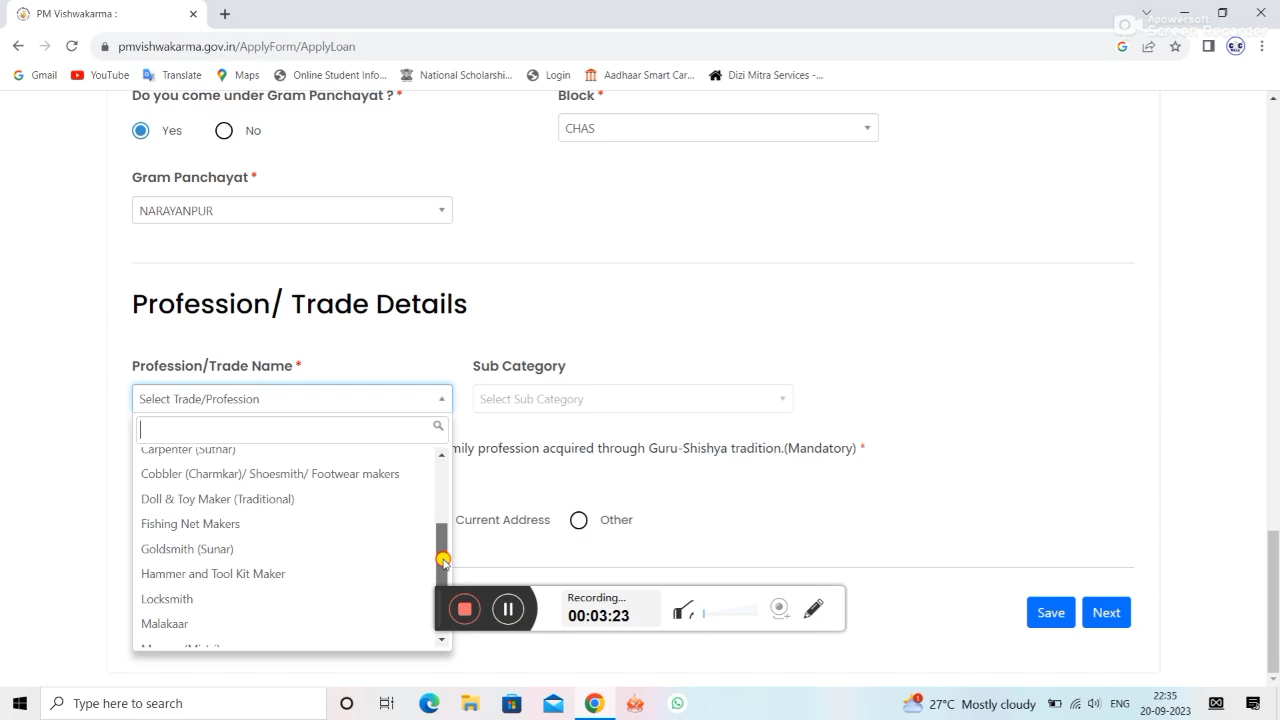 PM Vishwakarma :
Apowersoft
Screen Recorder
pmvishwakarma.gov.in/ApplyForm/ApplyLoan
Gmail YouTube Translate Maps Online Student Info... National Scholarshi... Login Aadhaar Smart Car... Dizi Mitra Services -...
Do you come under Gram Panchayat ? * Block *
Yes No CHAS
Gram Panchayat *
NARAYANPUR
Profession/ Trade Details
Profession/Trade Name * Sub Category
Select Trade/Profession Select Sub Category
mily profession acquired through Guru-Shishya tradition.(Mandatory) *
Carpenter (Suthar)
Cobbler (Charmkar)/ Shoesmith/ Footwear makers
Doll & Toy Maker (Traditional)
Fishing Net Makers
Current Address Other
Goldsmith (Sunar)
Hammer and Tool Kit Maker
Locksmith
Malakaar
Recording...
00:03:23
Save Next
Type here to search
27°C Mostly cloudy ENG
22:35
20-09-2023